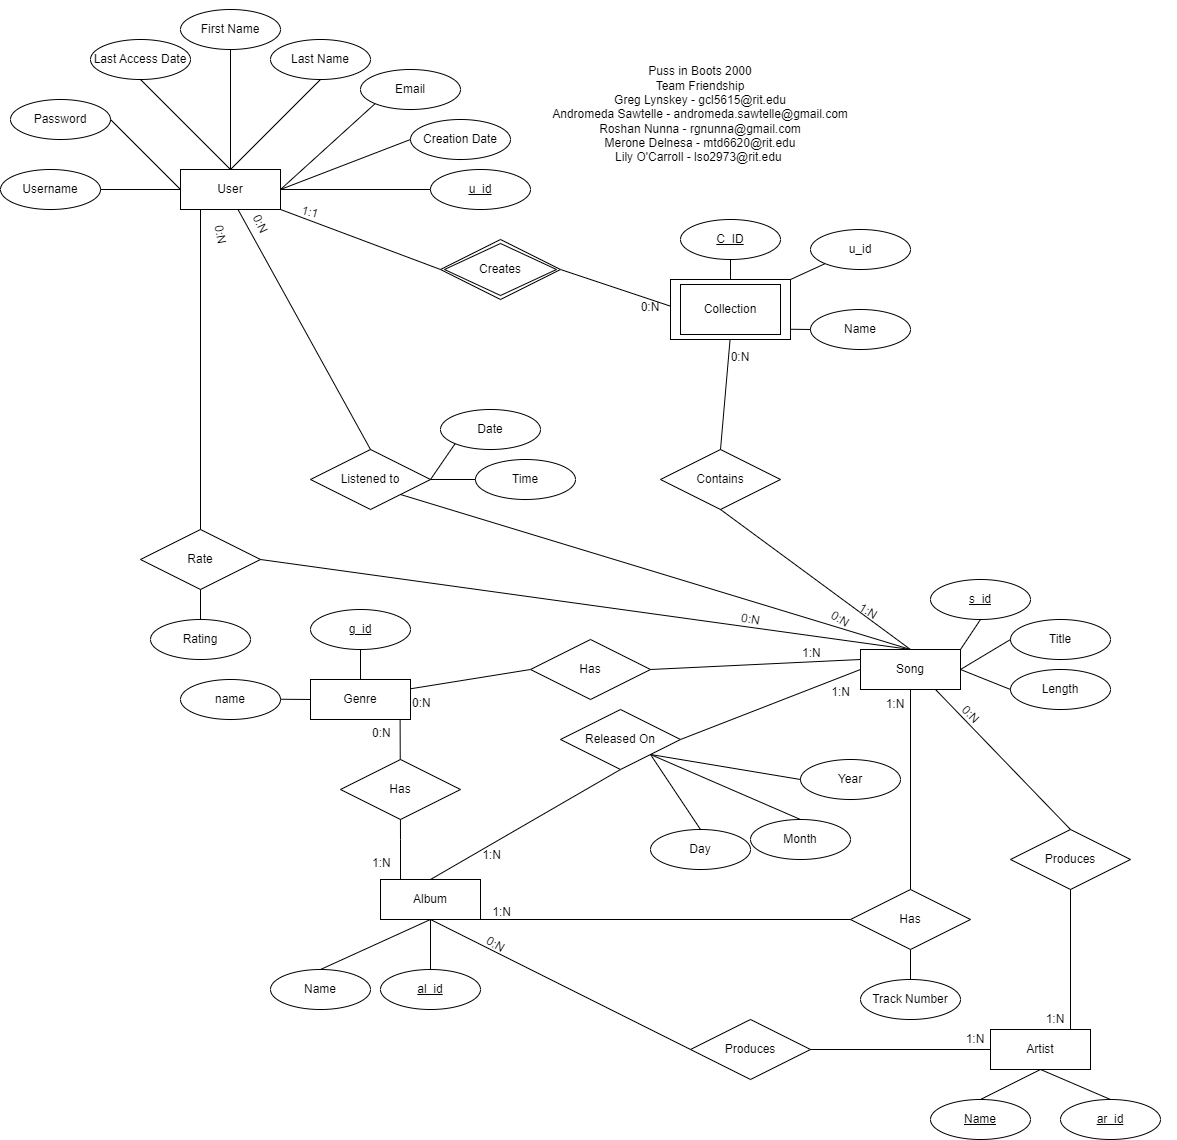 First Name
Last Access Date
Last Name
Email
Password
Creation Date
Username
User
u_id
Puss in Boots 2000
Team Friendship
Greg Lynskey - gcl5615@rit.edu
Andromeda Sawtelle - andromeda.sawtelle@gmail.com
Roshan Nunna - rgnunna@gmail.com
Merone Delnesa - mtd6620@rit.edu
Lily O'Carroll - lso2973@rit.edu
0:N
0:N
1:1
Creates
0:N
C_ID
u_id
Collection
Name
0:N
Date
Listened to
Time
Contains
Rate
Rating
0:N
0:N
1:N
s_id
Title
Song
Length
g_id
name
Genre
0:N
Has
1:N
0:N
Has
1:N
Released On
1:N
1:N
0:N
Year
Month
Day
1:N
Produces
Album
1:N
Has
Track Number
Name
al_id
0:N
Produces
1:N
1:N
Artist
Name
ar_id